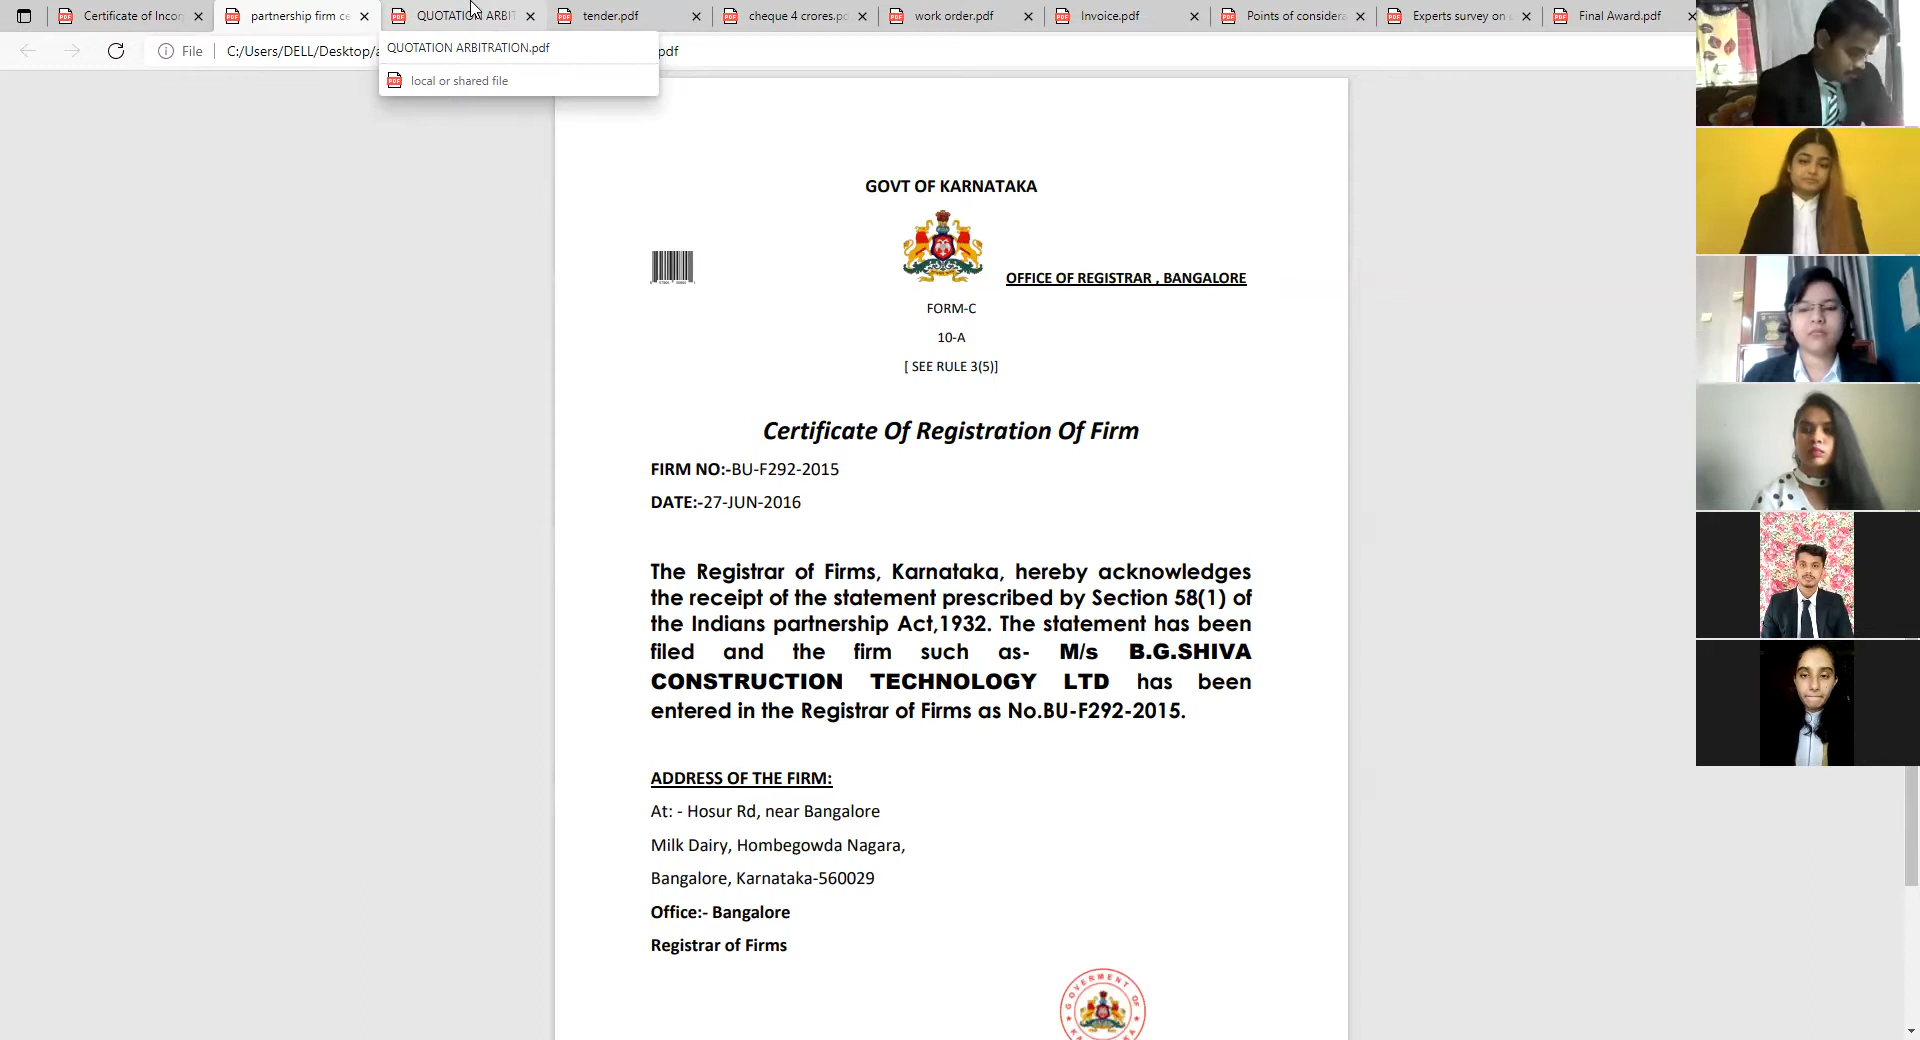 Certificate of Incor
partnership firm ce
QUOTATION ARBIT
tender.pdf
cheque 4 crores.pd
work order.pdf
Invoice.pdf
Points of considera
Experts survey on
Final Award.pdf
File
C:/Users/DELL/Desktop/a
pdf
QUOTATION ARBITRATION.pdf
local or shared file
GOVT OF KARNATAKA
OFFICE OF REGISTRAR , BANGALORE
FORM-C
10-A
[ SEE RULE 3(5)]
Certificate Of Registration Of Firm
FIRM NO:-BU-F292-2015
DATE:-27-JUN-2016
The Registrar of Firms, Karnataka, hereby acknowledges
the receipt of the statement prescribed by Section 58(1) of
the Indians partnership Act,1932. The statement has been
filed and the firm such as- M/s B.G.SHIVA
CONSTRUCTION TECHNOLOGY LTD has been
entered in the Registrar of Firms as No.BU-F292-2015.
ADDRESS OF THE FIRM:
At: - Hosur Rd, near Bangalore
Milk Dairy, Hombegowda Nagara,
Bangalore, Karnataka-560029
Office:- Bangalore
Registrar of Firms
GOVERMENT OF